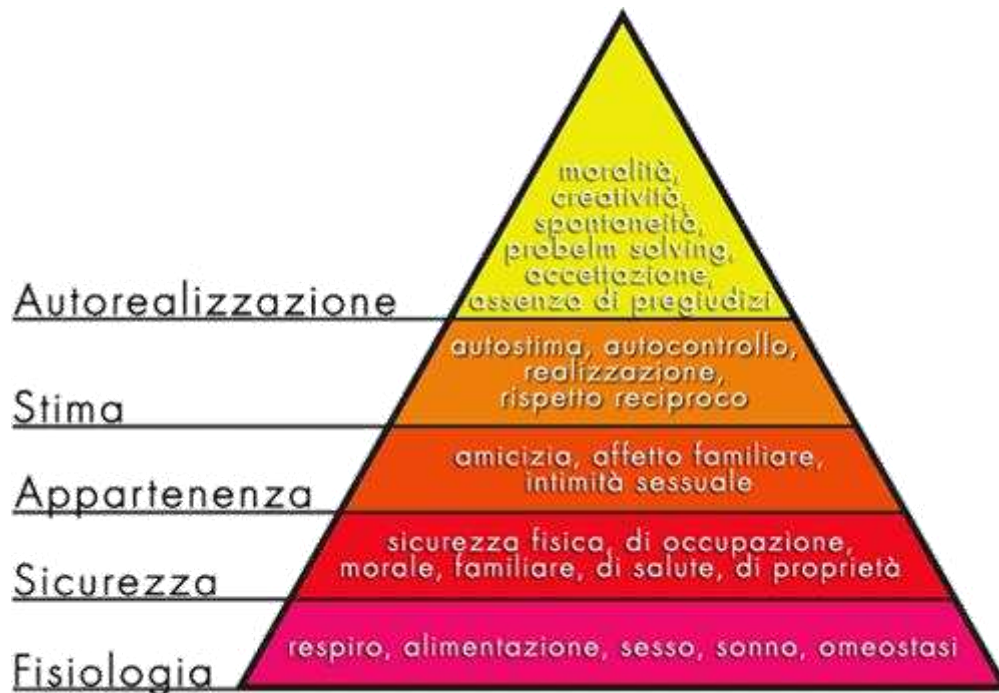 moralità,
creatività,
spontaneità,
probelm solving,
accettazione,
assenza di pregiudizi
Autorealizzazione
autostima, autocontrollo,
realizzazione,
rispetto reciproco
Stima
amicizia, affetto familiare,
intimità sessuale
Appartenenza
sicurezza fisica, di occupazione,
morale, familiare, di salute, di proprietà
Sicurezza
respiro, alimentazione, sesso, sonno, omeostasi
Fisiologia